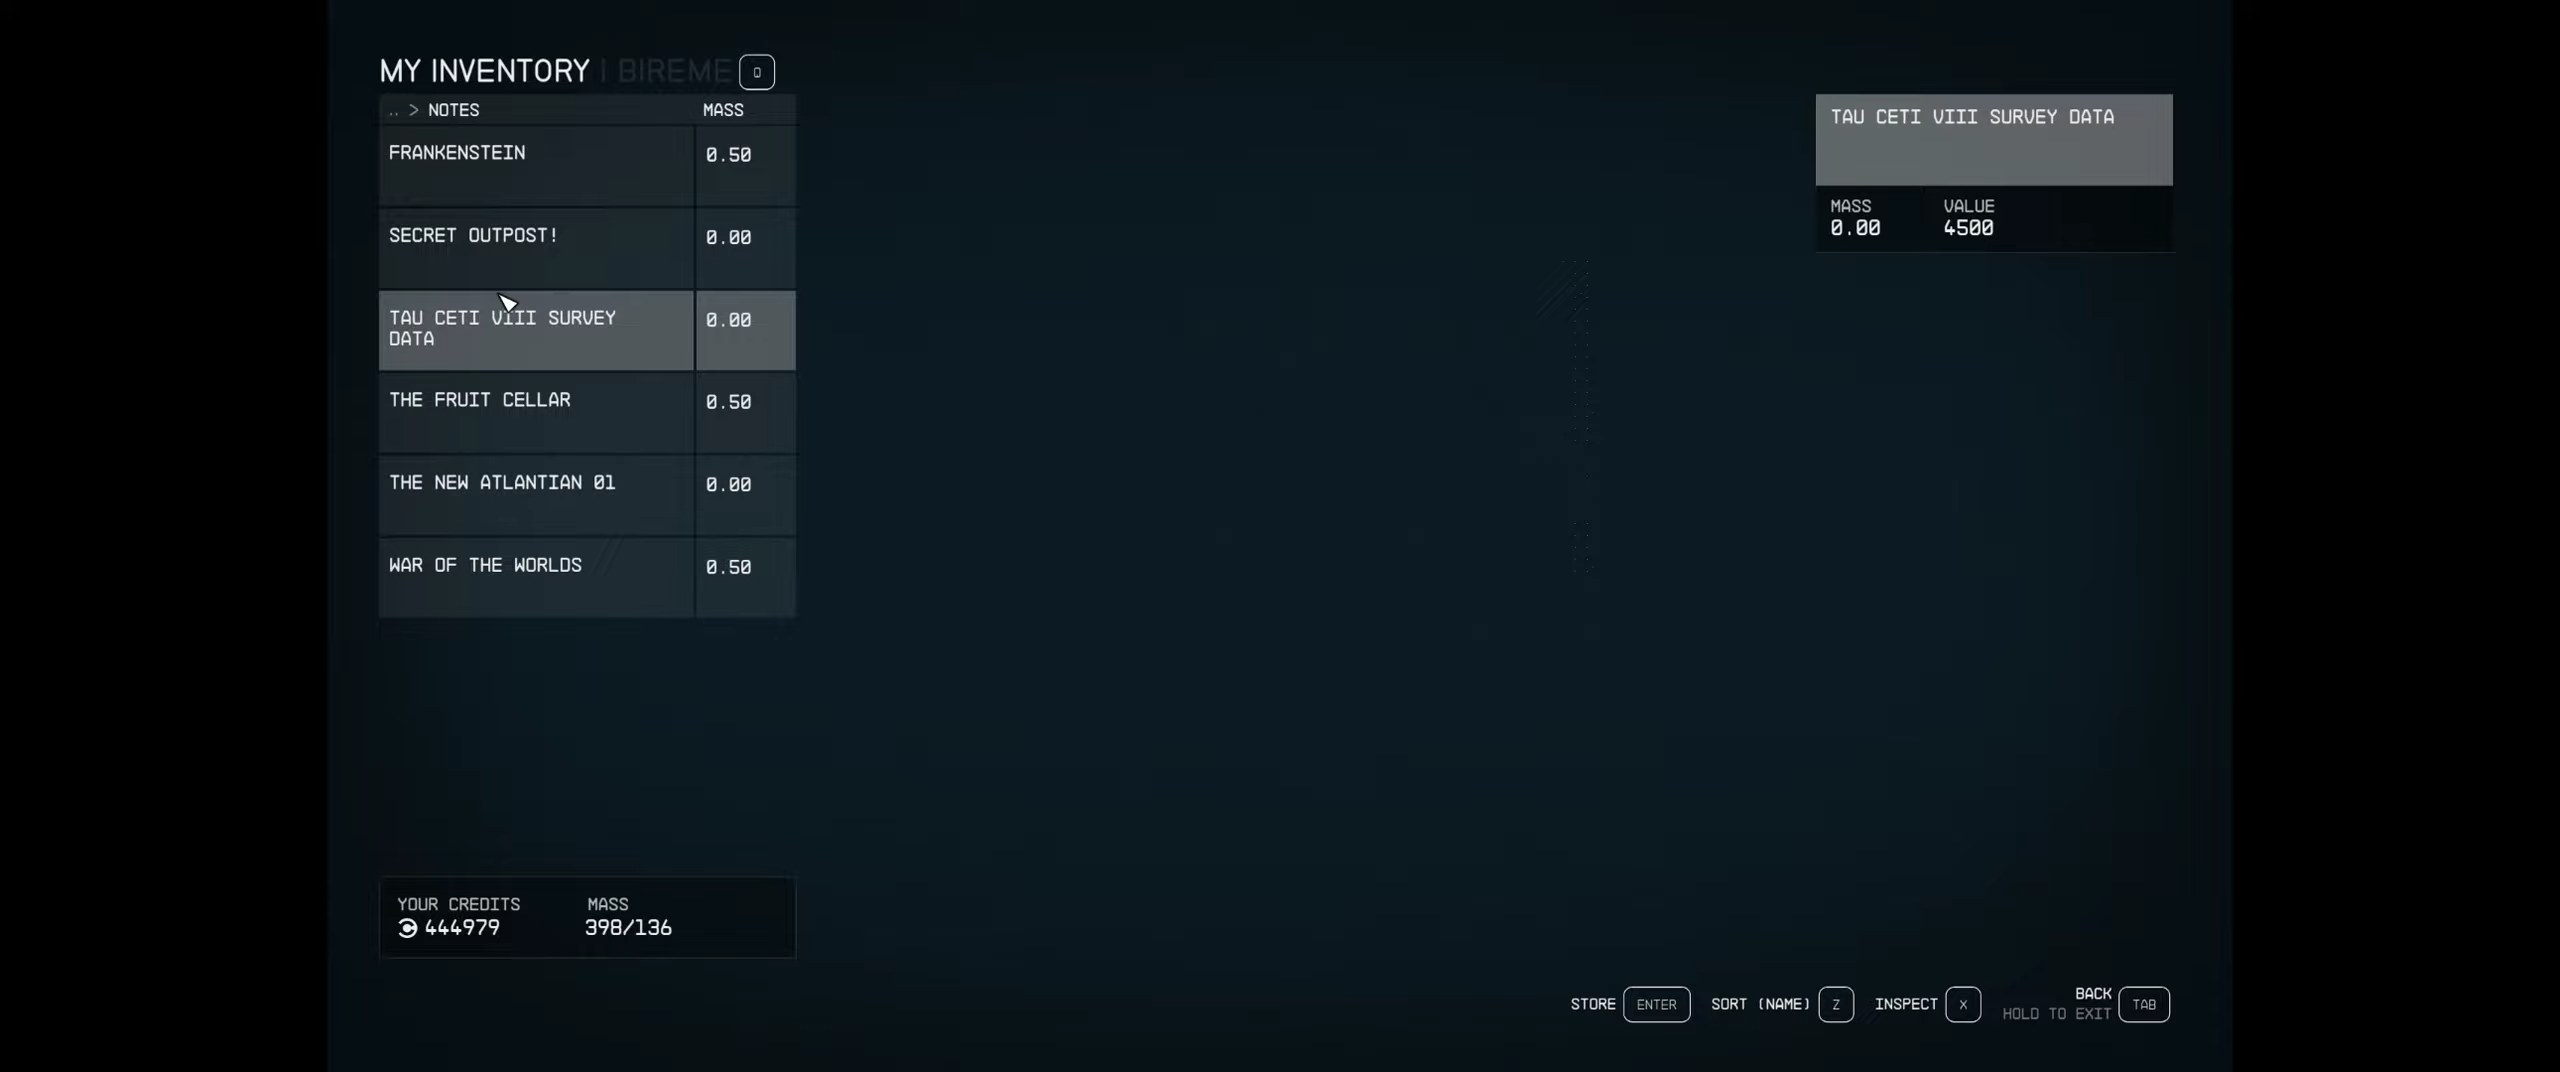 MY INVENTORY | BIREME 0
.. > NOTES MASS
FRANKENSTEIN 0.50
SECRET OUTPOST! 0.00
TAU CETI VIII SURVEY DATA 0.00
THE FRUIT CELLAR 0.50
THE NEW ATLANTIAN 01 0.00
WAR OF THE WORLDS 0.50
YOUR CREDITS MASS
444979 398/136
TAU CETI VIII SURVEY DATA
MASS VALUE
0.00 4500
STORE ENTER SORT (NAME) Z INSPECT X BACK TAB
HOLD TO EXIT